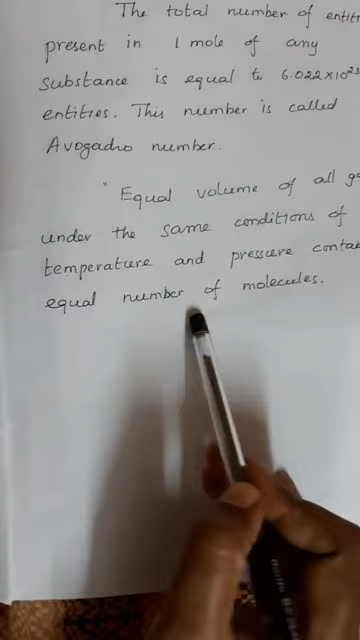 The total number of
present in 1 mole of any
Substance is equal to 6.022×10²³
entities. This number is called
Avogadro number.
" Equal volume of all
under the same conditions of
temperature and pressure
equal number of molecules.